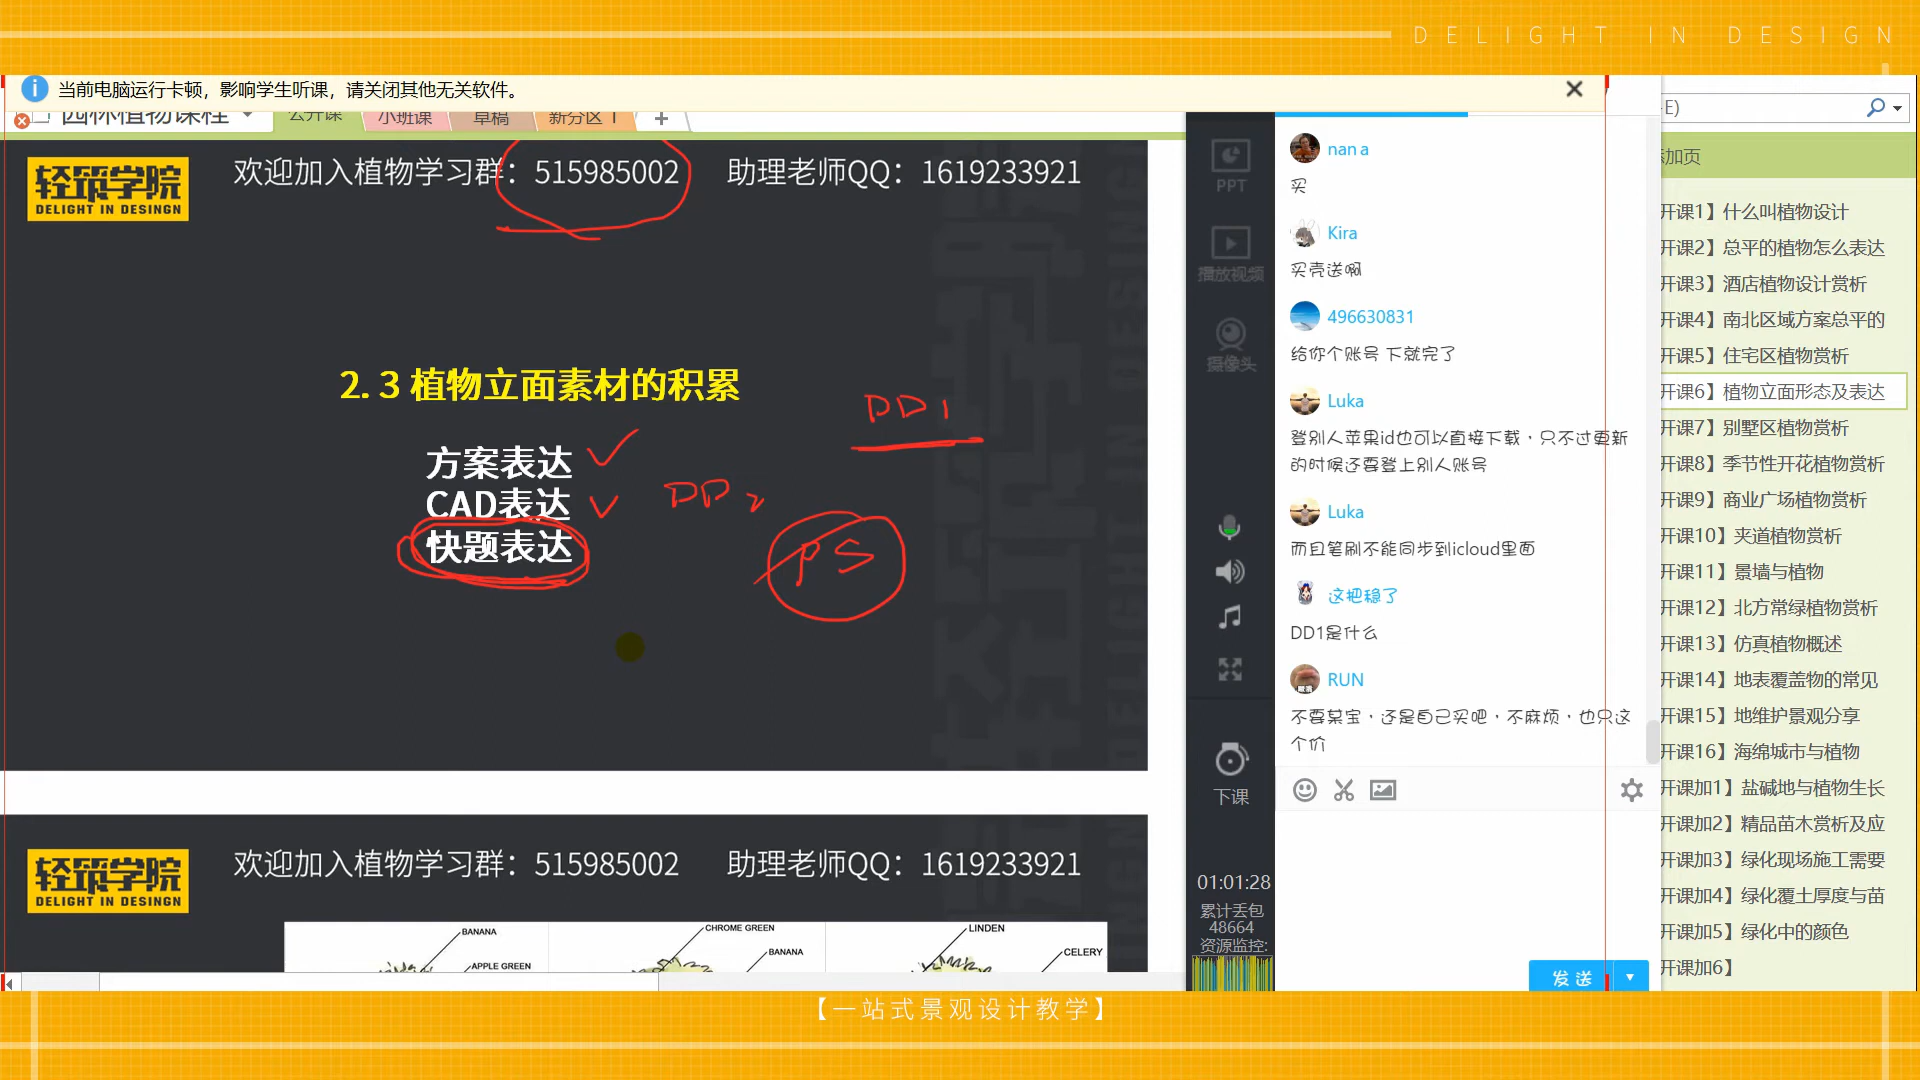 DELIGHT IN DESIGN
当前电脑运行卡顿，影响学生听课，请关闭其他无关软件。
园林植物课程
公开课
小班课
草稿
新分区 1
轻筑学院
DELIGHT IN DESINGN
欢迎加入植物学习群：515985002
助理老师QQ：1619233921
2.3 植物立面素材的积累
方案表达
CAD表达
快题表达
DD1
DD2
PS
轻筑学院
DELIGHT IN DESINGN
欢迎加入植物学习群：515985002
助理老师QQ：1619233921
BANANA
APPLE GREEN
CHROME GREEN
BANANA
LINDEN
CELERY
PPT
播放视频
摄像头
下课
01:01:28
累计丢包
48664
资源监控:
nan a
买
Kira
买壳送啊
496630831
给你个账号 下就完了
Luka
登别人苹果id也可以直接下载，只不过更新
的时候还要登上别人账号
Luka
而且笔刷不能同步到icloud里面
这把稳了
DD1是什么
RUN
不要某宝，还是自己买吧，不麻烦，也只这
个价
发送
E)
加页
开课1】什么叫植物设计
开课2】总平的植物怎么表达
开课3】酒店植物设计赏析
开课4】南北区域方案总平的
开课5】住宅区植物赏析
开课6】植物立面形态及表达
开课7】别墅区植物赏析
开课8】季节性开花植物赏析
开课9】商业广场植物赏析
开课10】夹道植物赏析
开课11】景墙与植物
开课12】北方常绿植物赏析
开课13】仿真植物概述
开课14】地表覆盖物的常见
开课15】地维护景观分享
开课16】海绵城市与植物
开课加1】盐碱地与植物生长
开课加2】精品苗木赏析及应
开课加3】绿化现场施工需要
开课加4】绿化覆土厚度与苗
开课加5】绿化中的颜色
开课加6】
【一站式景观设计教学】